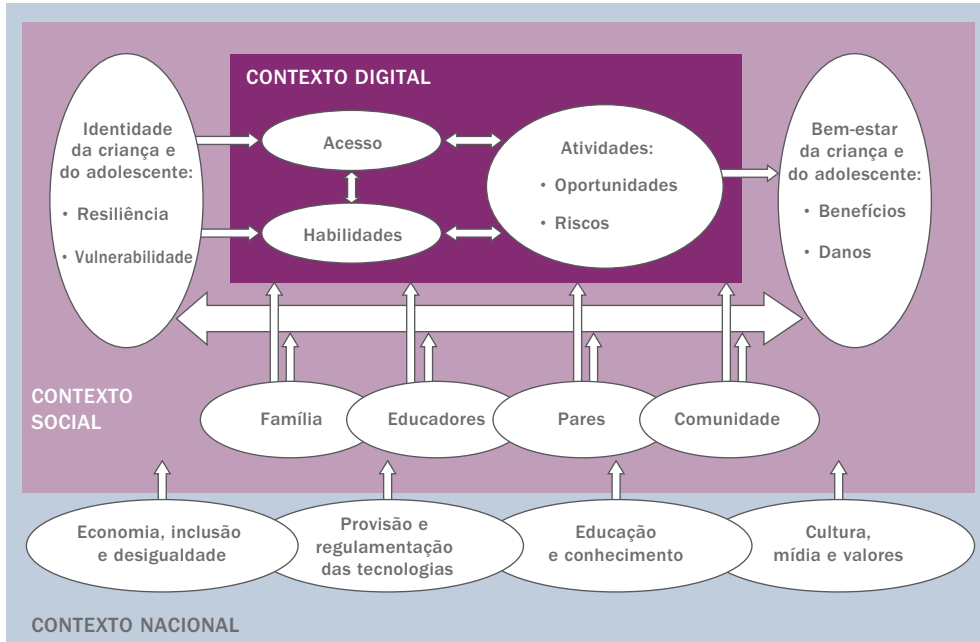 CONTEXTO DIGITAL
Identidade
da criança e
do adolescente:
• Resiliência
• Vulnerabilidade
Acesso
Habilidades
Atividades:
• Oportunidades
• Riscos
Bem-estar
da criança e
do adolescente:
• Benefícios
• Danos
CONTEXTO
SOCIAL
Família
Educadores
Pares
Comunidade
Economia, inclusão
e desigualdade
Provisão e
regulamentação
das tecnologias
Educação
e conhecimento
Cultura,
mídia e valores
CONTEXTO NACIONAL